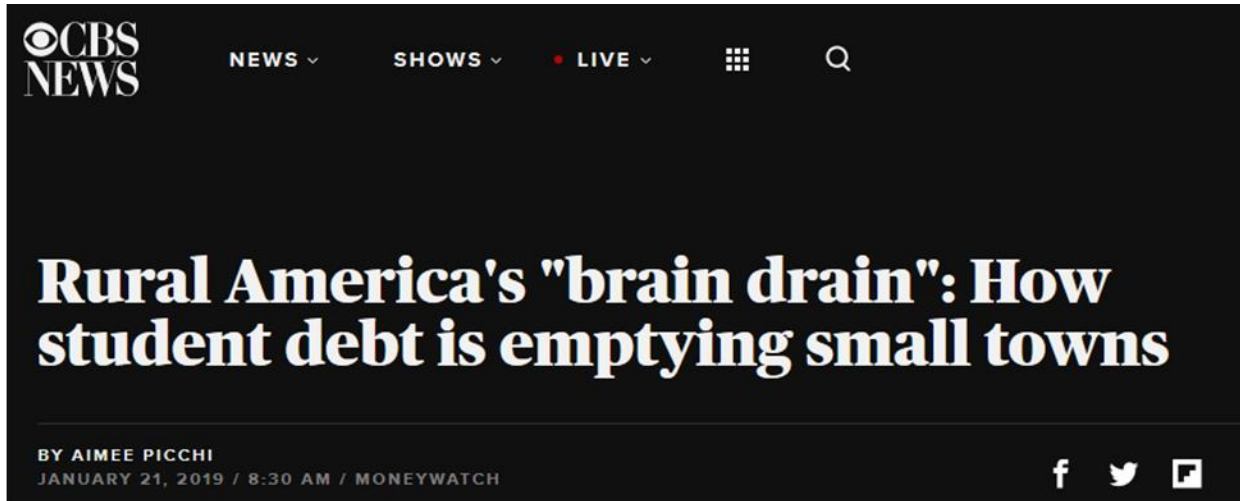 CBS NEWS
NEWS SHOWS LIVE
Rural America's "brain drain": How
student debt is emptying small towns
BY AIMEE PICCHI
JANUARY 21, 2019 / 8:30 AM / MONEYWATCH